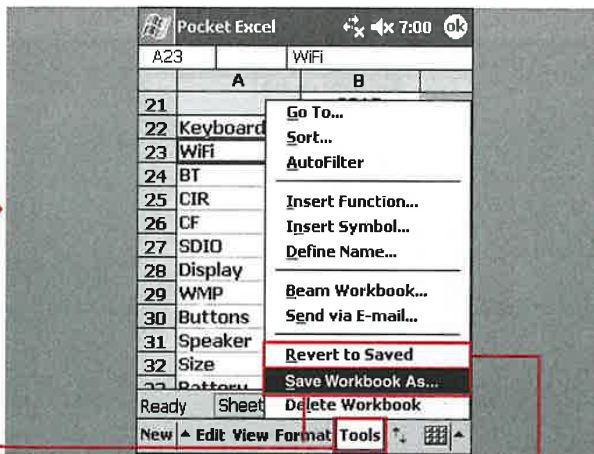 Pocket Excel 7:00 ok
A23 WiFi
A B
21
22 Keyboard
23 WiFi
24 BT
25 CIR
26 CF
27 SDIO
28 Display
29 WMP
30 Buttons
31 Speaker
32 Size
Go To...
Sort...
AutoFilter
Insert Function...
Insert Symbol...
Define Name...
Beam Workbook...
Send via E-mail...
Revert to Saved
Save Workbook As...
Delete Workbook
Ready Sheet
New Edit View Format Tools